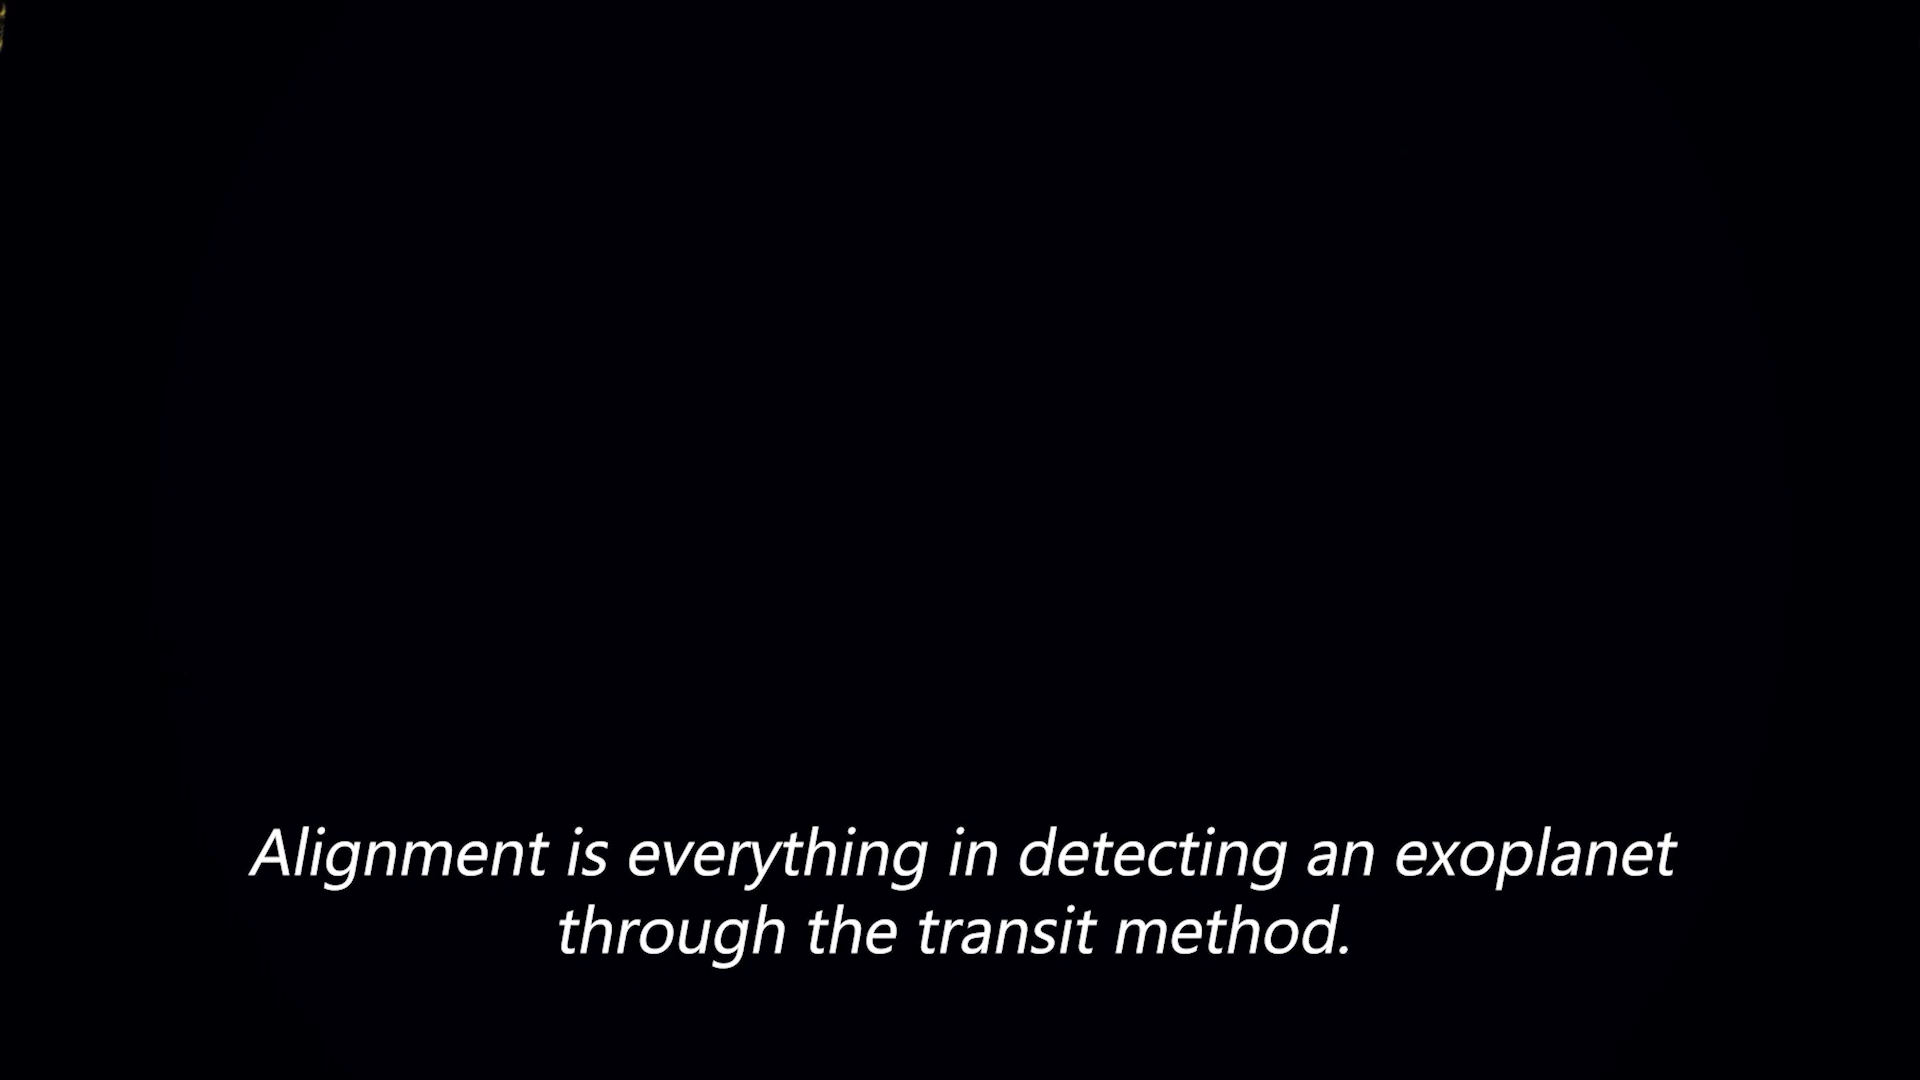 Alignment is everything in detecting an exoplanet
through the transit method.